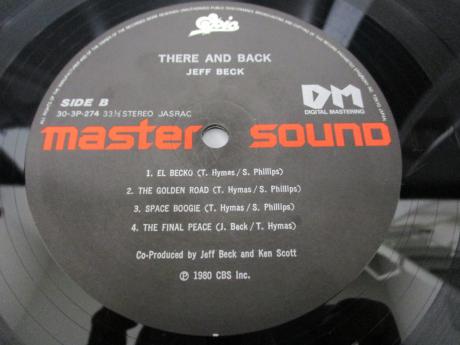 Epic
THERE AND BACK
JEFF BECK
SIDE B
30-3P-274 33⅓ STEREO JASRAC
DM
DIGITAL MASTERING
master sound
1. EL BECKO (T. Hymes / S. Phillips)
2. THE GOLDEN ROAD (T. Hymas / S. Phillips)
3. SPACE BOOGIE (T. Hymas / S. Phillips)
4. THE FINAL PEACE (J. Beck / T. Hymas)
Co-Produced by Jeff Beck and Ken Scott
Ⓟ 1980 CBS Inc.